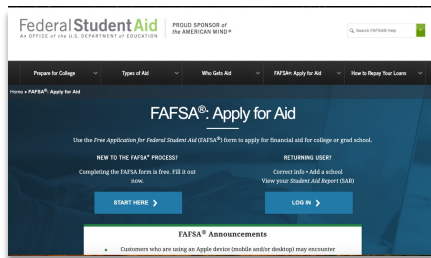 Federal Student Aid
An OFFICE of the U.S. DEPARTMENT of EDUCATION
PROUD SPONSOR of
the AMERICAN MIND®
Search FAFSA® Help
Prepare for College
Types of Aid
Who Gets Aid
FAFSA®: Apply for Aid
How to Repay Your Loans
Home » FAFSA®: Apply for Aid
FAFSA®: Apply for Aid
Use the Free Application for Federal Student Aid (FAFSA®) form to apply for financial aid for college or grad school.
NEW TO THE FAFSA® PROCESS?
Completing the FAFSA form is free. Fill it out
now.
START HERE
RETURNING USER?
Correct info • Add a school
View your Student Aid Report (SAR)
LOG IN
FAFSA® Announcements
• Customers who are using an Apple device (mobile and/or desktop) may encounter